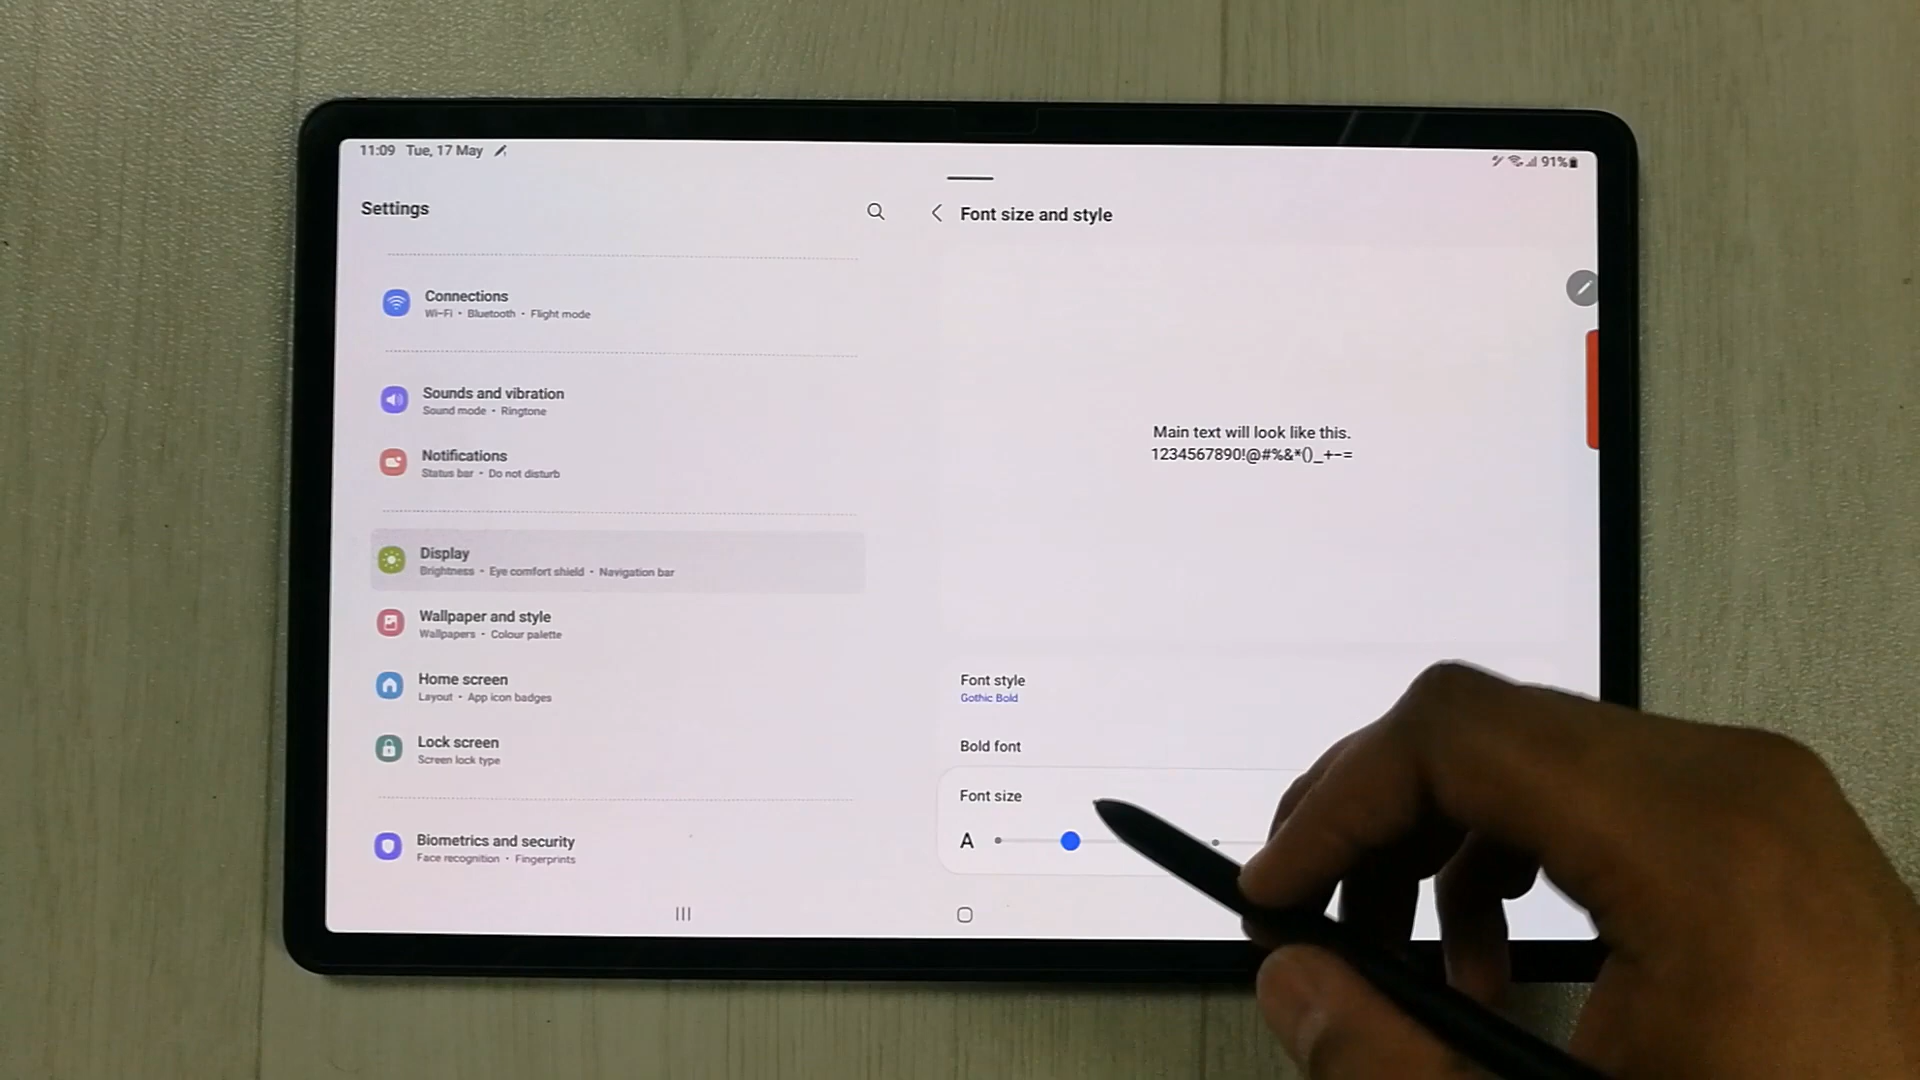 11:09 Tue, 17 May
91%
Settings
Connections
Wi-Fi • Bluetooth • Flight mode
Sounds and vibration
Sound mode • Ringtone
Notifications
Status bar • Do not disturb
Display
Brightness • Eye comfort shield • Navigation bar
Wallpaper and style
Wallpapers • Colour palette
Home screen
Layout • App icon badges
Lock screen
Screen lock type
Biometrics and security
Face recognition • Fingerprints
Font size and style
Main text will look like this.
1234567890!@#%&*()_+-=
Font style
Gothic Bold
Bold font
Font size
A